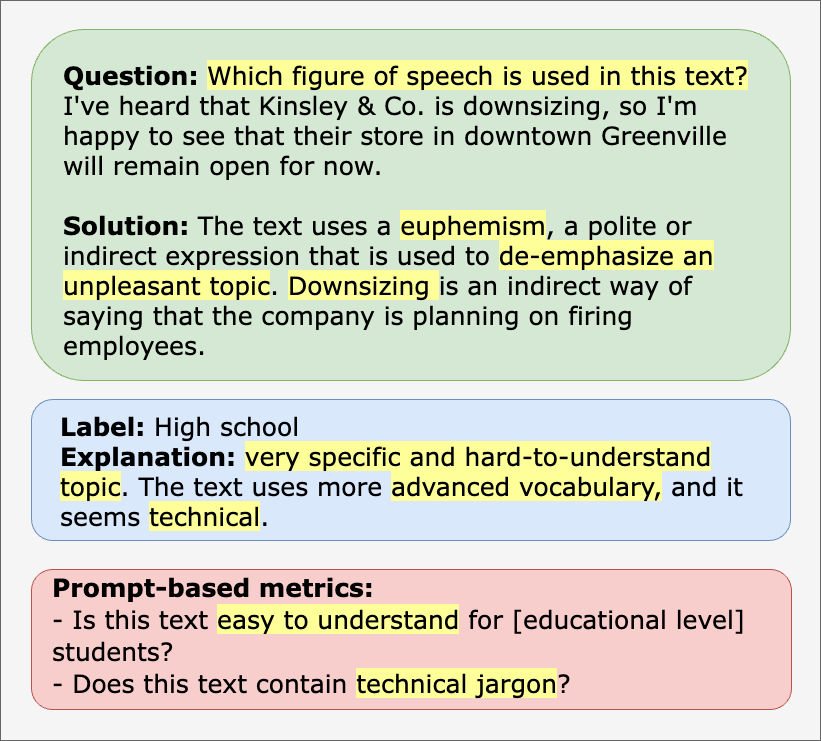 Question: Which figure of speech is used in this text?
I've heard that Kinsley & Co. is downsizing, so I'm
happy to see that their store in downtown Greenville
will remain open for now.
Solution: The text uses a euphemism, a polite or
indirect expression that is used to de-emphasize an
unpleasant topic. Downsizing is an indirect way of
saying that the company is planning on firing
employees.
Label: High school
Explanation: very specific and hard-to-understand
topic. The text uses more advanced vocabulary, and it
seems technical.
Prompt-based metrics:
- Is this text easy to understand for [educational level]
students?
- Does this text contain technical jargon?